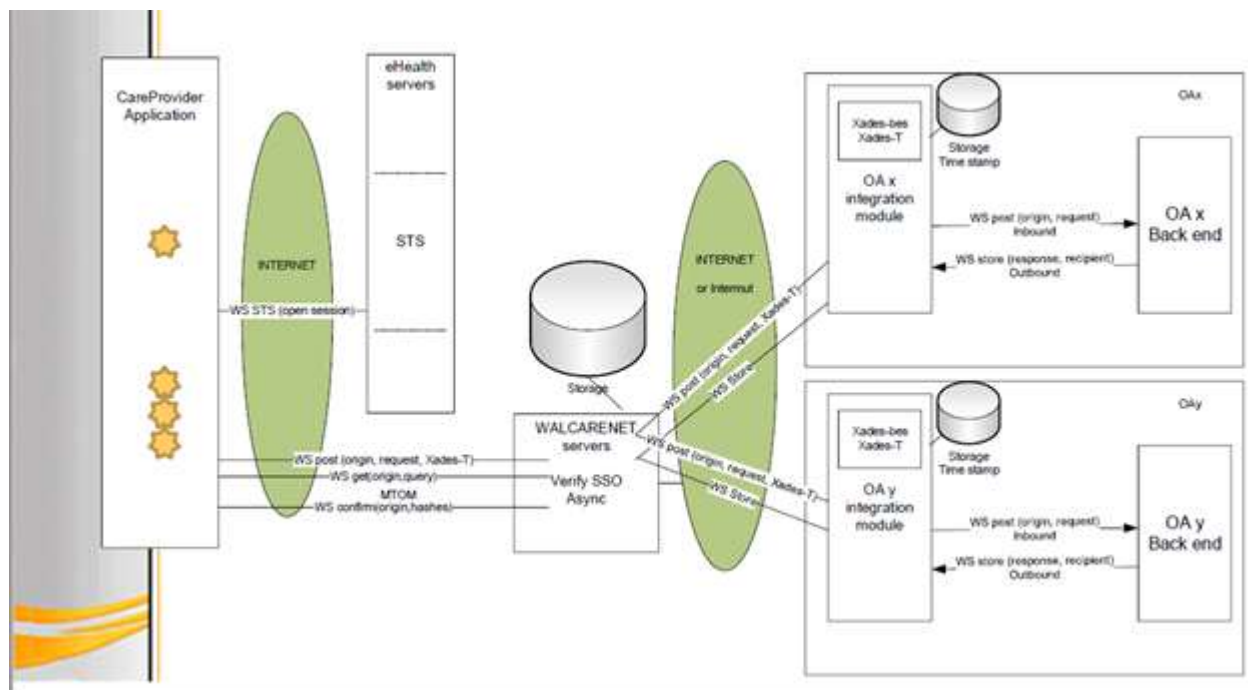 CareProvider
Application
eHealth
servers
STS
INTERNET
WS STS (open session)
Storage
WALCARENET
servers
Verify SSO
Async
WS post (origin, request, Xades-T)
WS get(origin,query)
MTOM
WS confirm(origin,hashes)
INTERNET
or Internut
WS post (origin, request, Xades-T)
WS Store
WS post (origin, request, Xades-T)
WS Store
OAx
Xades-bes
Xades-T
Storage
Time stamp
OA x
integration
module
WS post (origin, request)
Inbound
WS store (response, recipient)
Outbound
OA x
Back end
OAy
Xades-bes
Xades-T
Storage
Time stamp
OA y
integration
module
WS post (origin, request)
Inbound
WS store (response, recipient)
Outbound
OA y
Back end